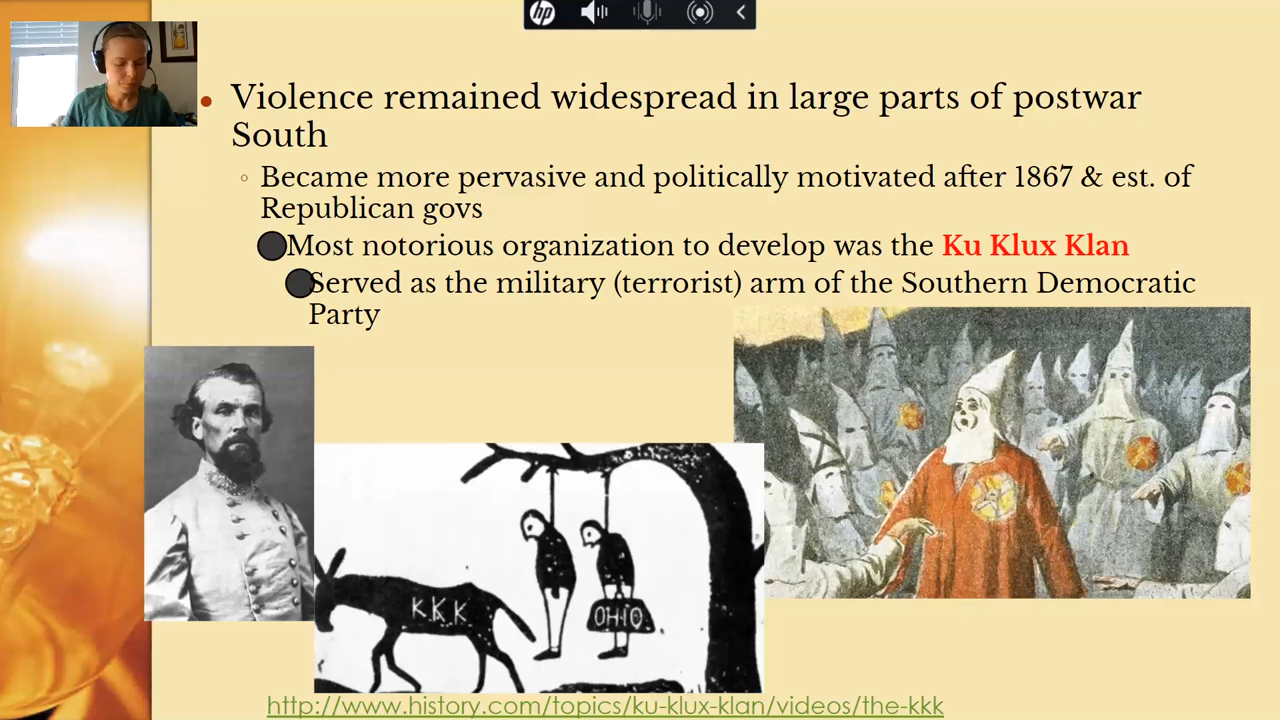 hp
Violence remained widespread in large parts of postwar
South
Became more pervasive and politically motivated after 1867 & est. of
Republican govs
Most notorious organization to develop was the Ku Klux Klan
Served as the military (terrorist) arm of the Southern Democratic
Party
KKK
OHIO
http://www.history.com/topics/ku-klux-klan/videos/the-kkk